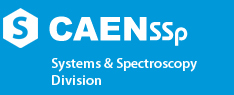 S CAENSSp
Systems & Spectroscopy
Division